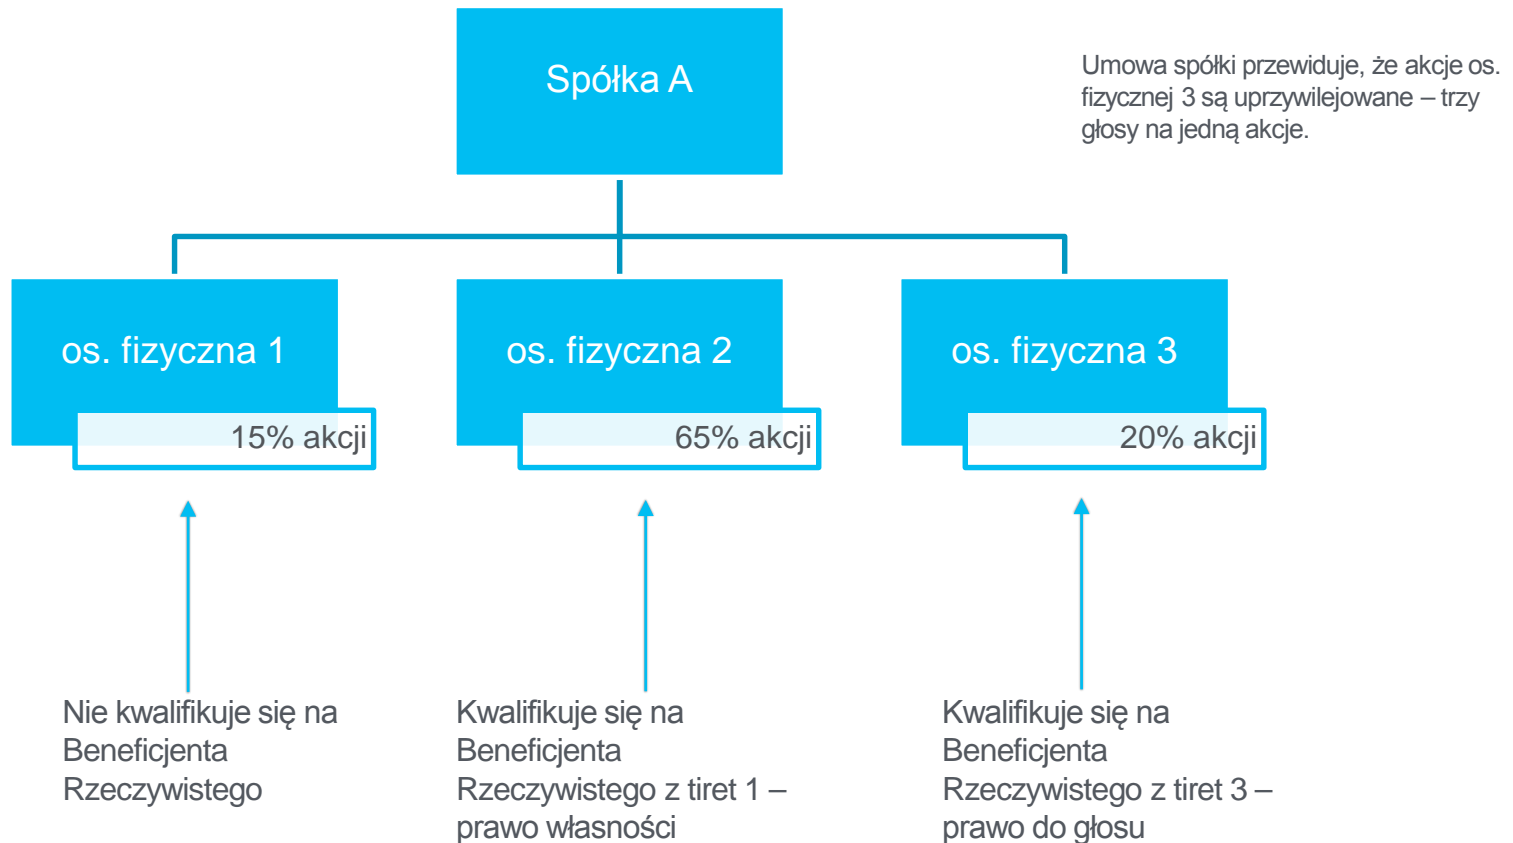 Spółka A
Umowa spółki przewiduje, że akcje os.
fizycznej 3 są uprzywilejowane – trzy
głosy na jedną akcje.
os. fizyczna 1
15% akcji
os. fizyczna 2
65% akcji
os. fizyczna 3
20% akcji
Nie kwalifikuje się na
Beneficjenta
Rzeczywistego
Kwalifikuje się na
Beneficjenta
Rzeczywistego z tiret 1 –
prawo własności
Kwalifikuje się na
Beneficjenta
Rzeczywistego z tiret 3 –
prawo do głosu